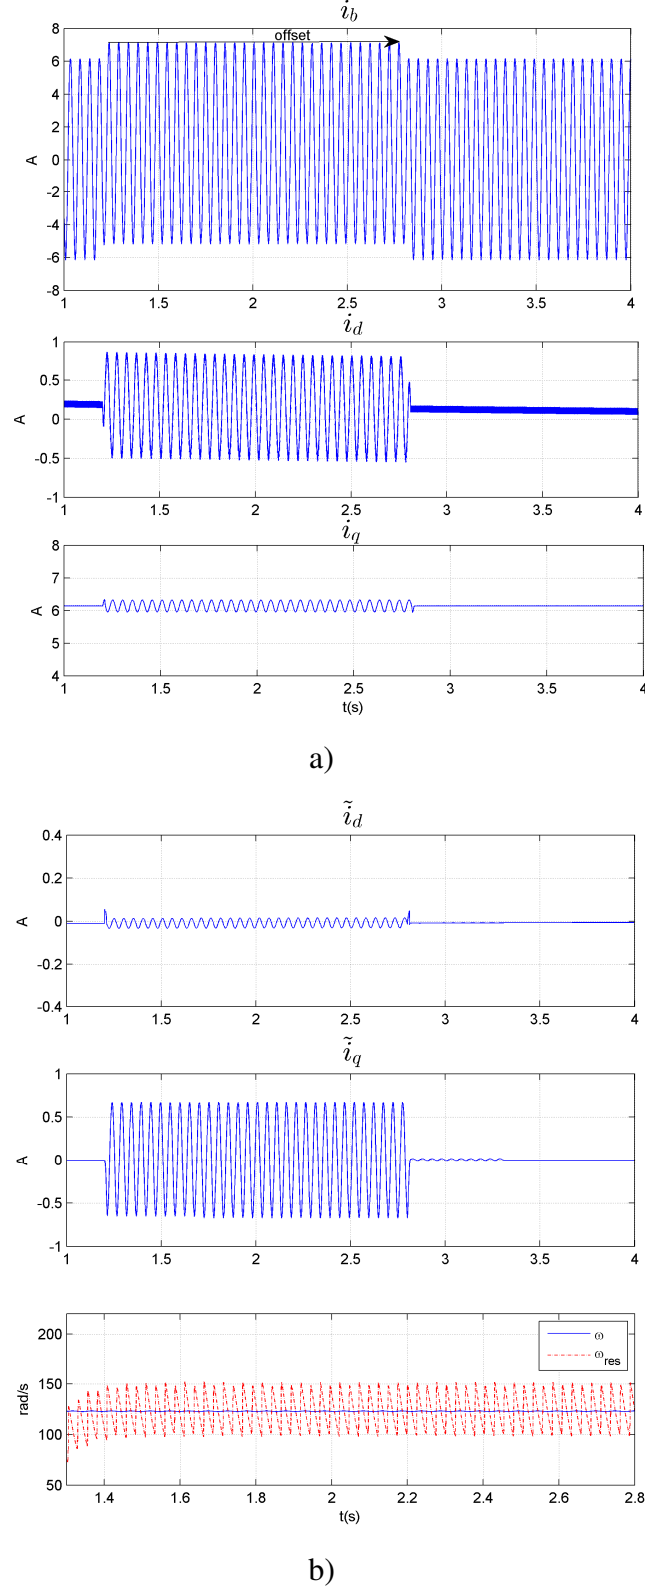 i_b
offset
8
6
4
2
0
-2
-4
-6
-8
A
1 1.5 2 2.5 3 3.5 4
i_d
1
0.5
0
-0.5
-1
A
1 1.5 2 2.5 3 3.5 4
i_q
8
7
6
5
4
A
1 1.5 2 2.5 3 3.5 4
t(s)
a)
ĩ_d
0.4
0.2
0
-0.2
-0.4
A
1 1.5 2 2.5 3 3.5 4
ĩ_q
1
0.5
0
-0.5
-1
A
1 1.5 2 2.5 3 3.5 4
200
150
100
50
rad/s
ω
ω_res
1.4 1.6 1.8 2 2.2 2.4 2.6 2.8
t(s)
b)